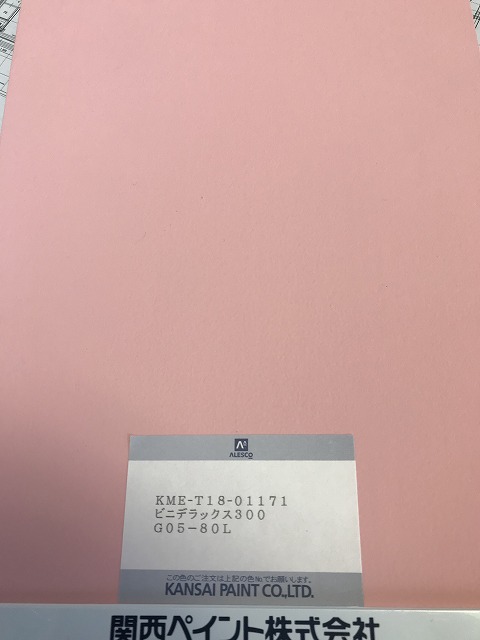 ALESCO
KME-T18-01171
ビニデラックス300
G05-80L
この色のご注文は上記の色No.でお願いします。
KANSAI PAINT CO.,LTD.
関西ペイント株式会社